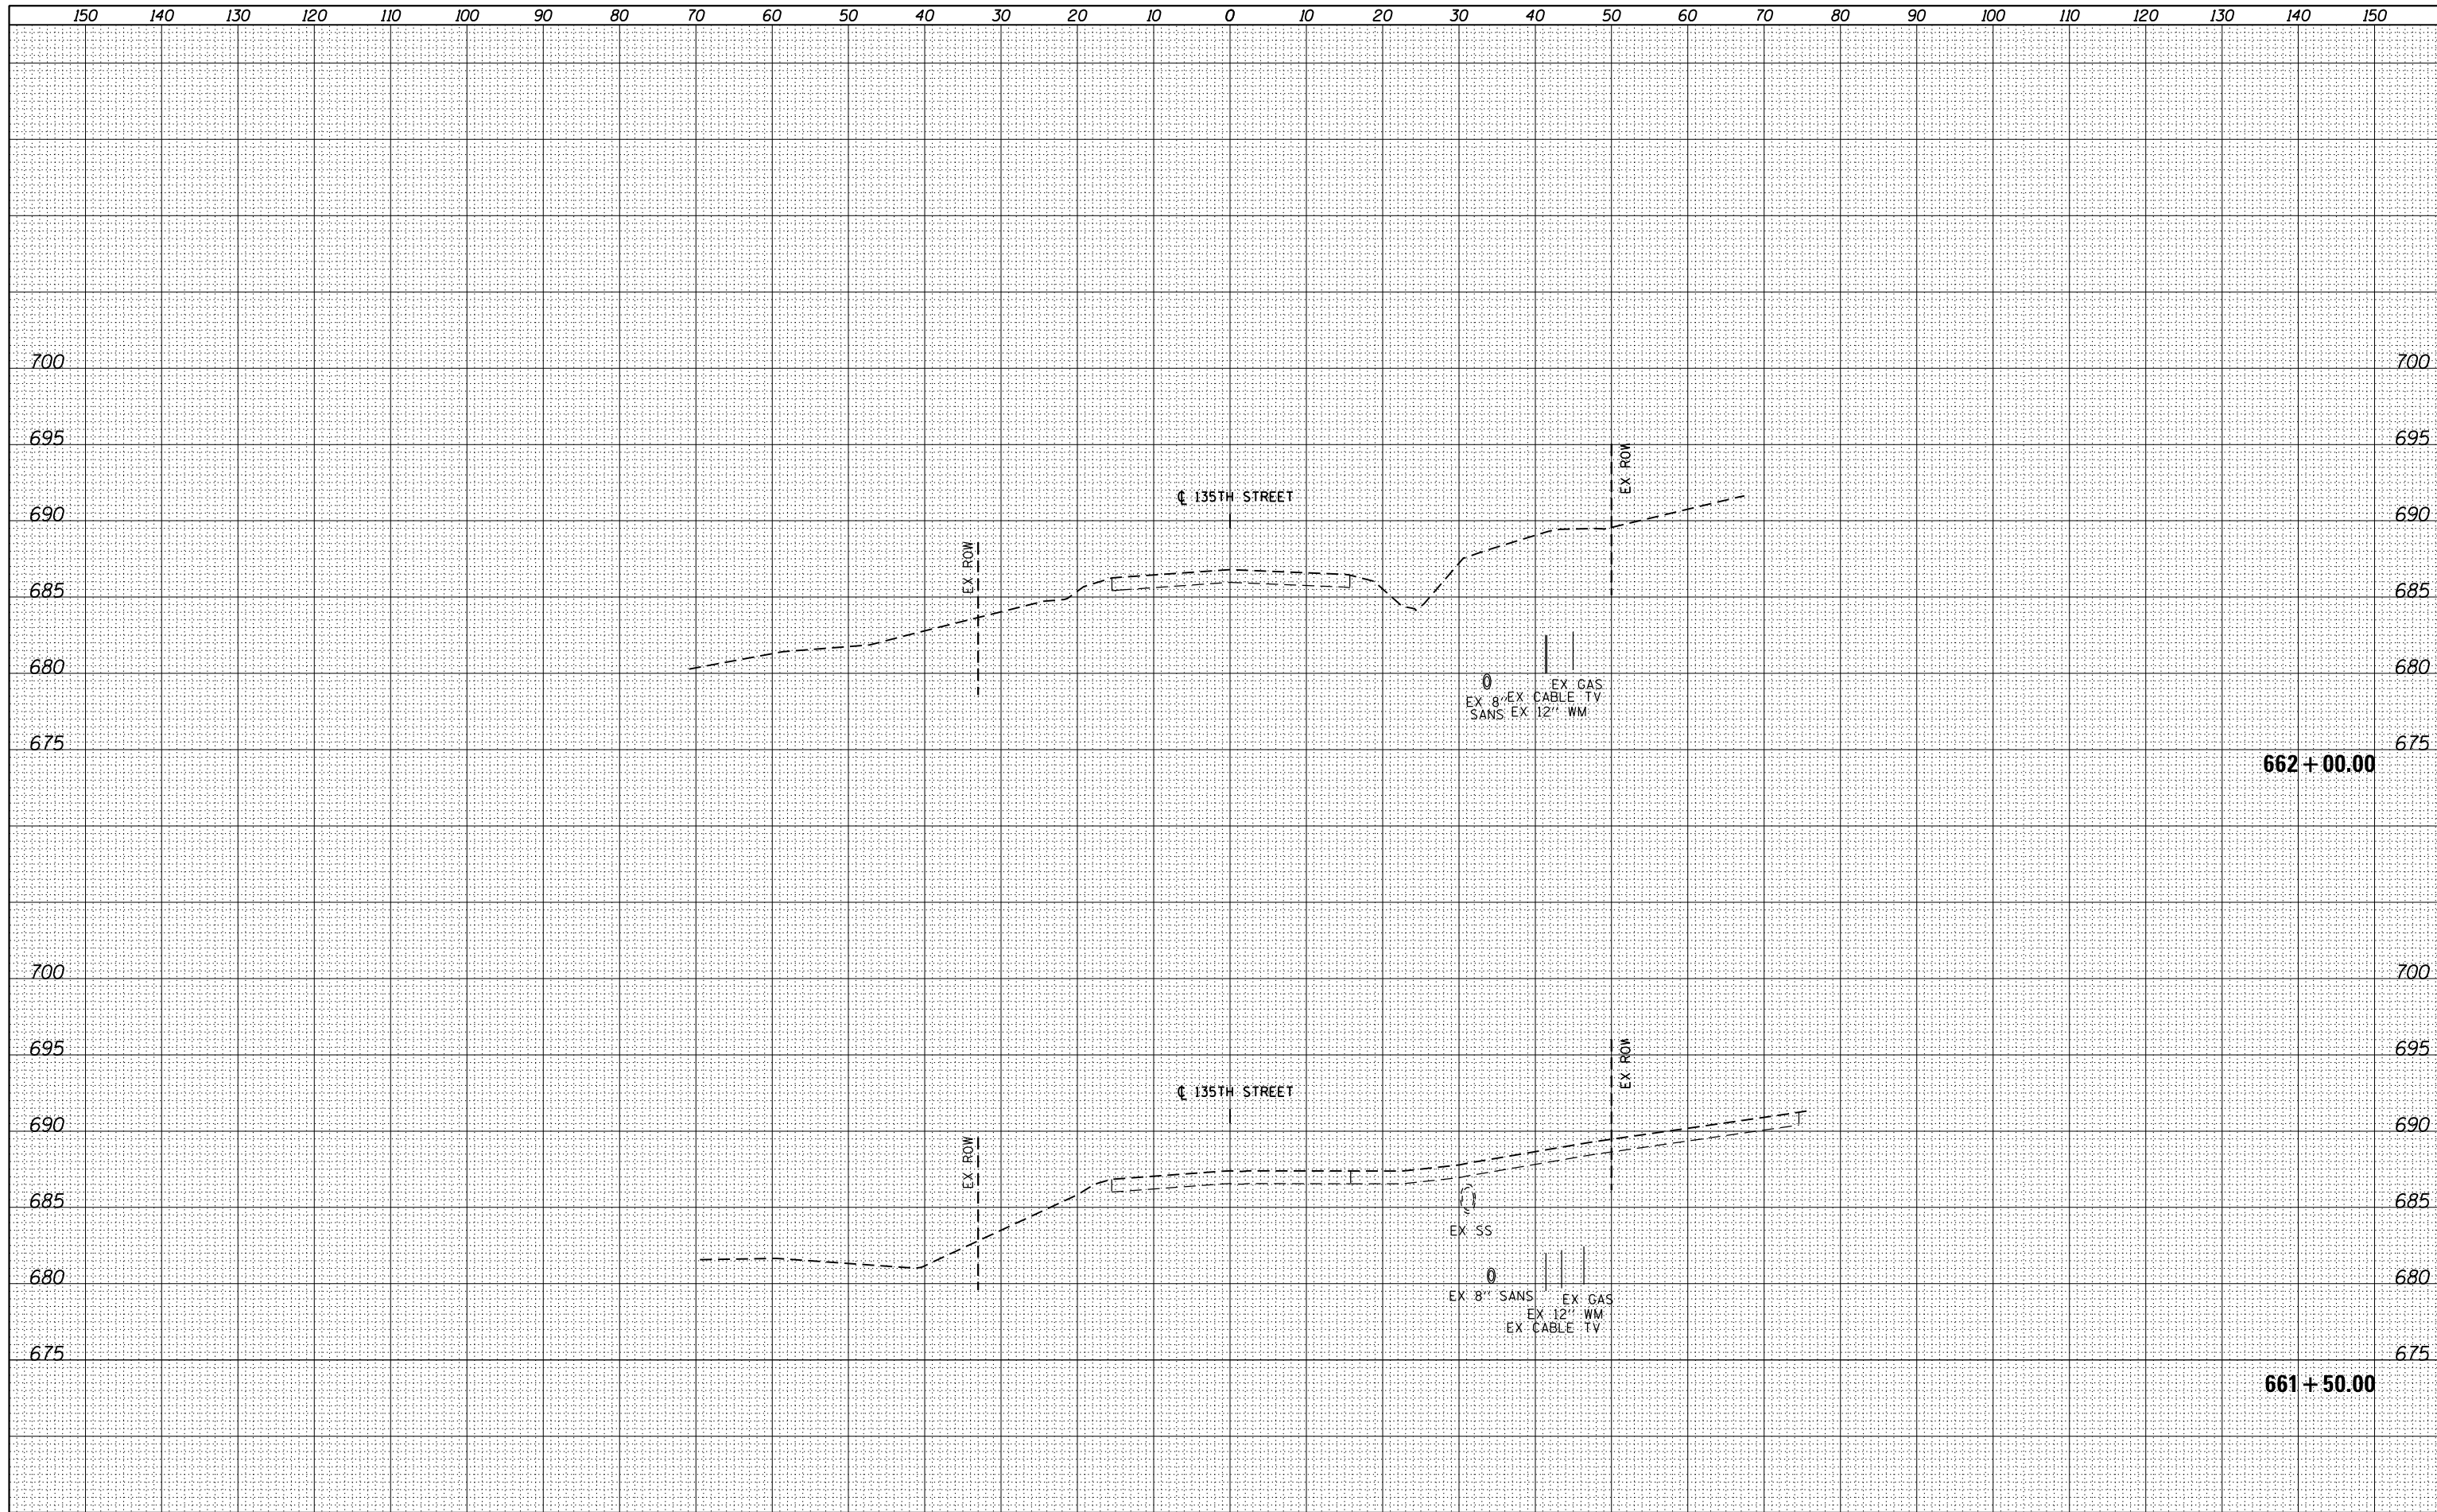 150 140 130 120 110 100 90 80 70 60 50 40 30 20 10 0 10 20 30 40 50 60 70 80 90 100 110 120 130 140 150
700 700
695 695
EX ROW
℄ 135TH STREET
690 690
EX ROW
685 685
680 680
EX GAS
EX 8" EX CABLE TV
SANS EX 12" WM
675 675
662+00.00
700 700
695 695
EX ROW
℄ 135TH STREET
690 690
EX ROW
685 685
EX SS
680 680
EX 8" SANS EX GAS
EX 12" WM
EX CABLE TV
675 675
661+50.00